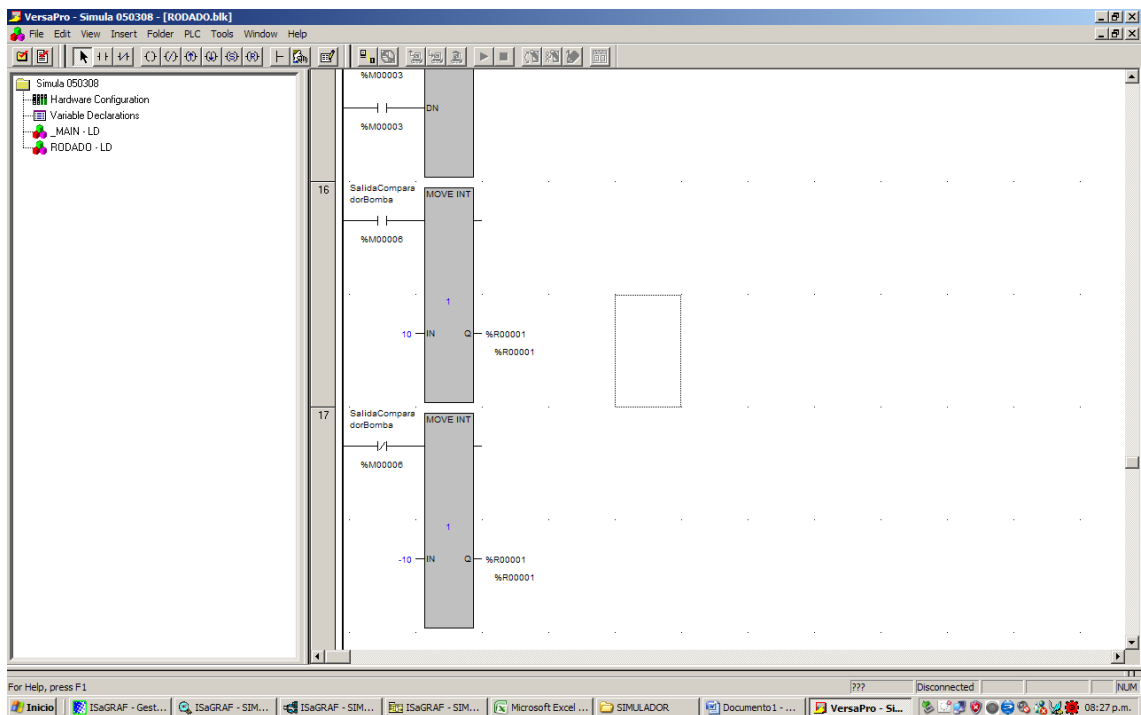 VersaPro - Simula 050308 - [RODADO.blk]
File Edit View Insert Folder PLC Tools Window Help
Simula 050308
Hardware Configuration
Variable Declarations
_MAIN - LD
RODADO - LD
%M00003
DN
%M00003
16
SalidaCompara
dorBomba
MOVE INT
%M00006
1
10
IN
Q
%R00001
%R00001
17
SalidaCompara
dorBomba
MOVE INT
%M00006
1
-10
IN
Q
%R00001
%R00001
For Help, press F1
???
Disconnected
NUM
Inicio
ISaGRAF - Gest...
ISaGRAF - SIM...
ISaGRAF - SIM...
ISaGRAF - SIM...
Microsoft Excel ...
SIMULADOR
Documento1 - ...
VersaPro - Si...
08:27 p.m.